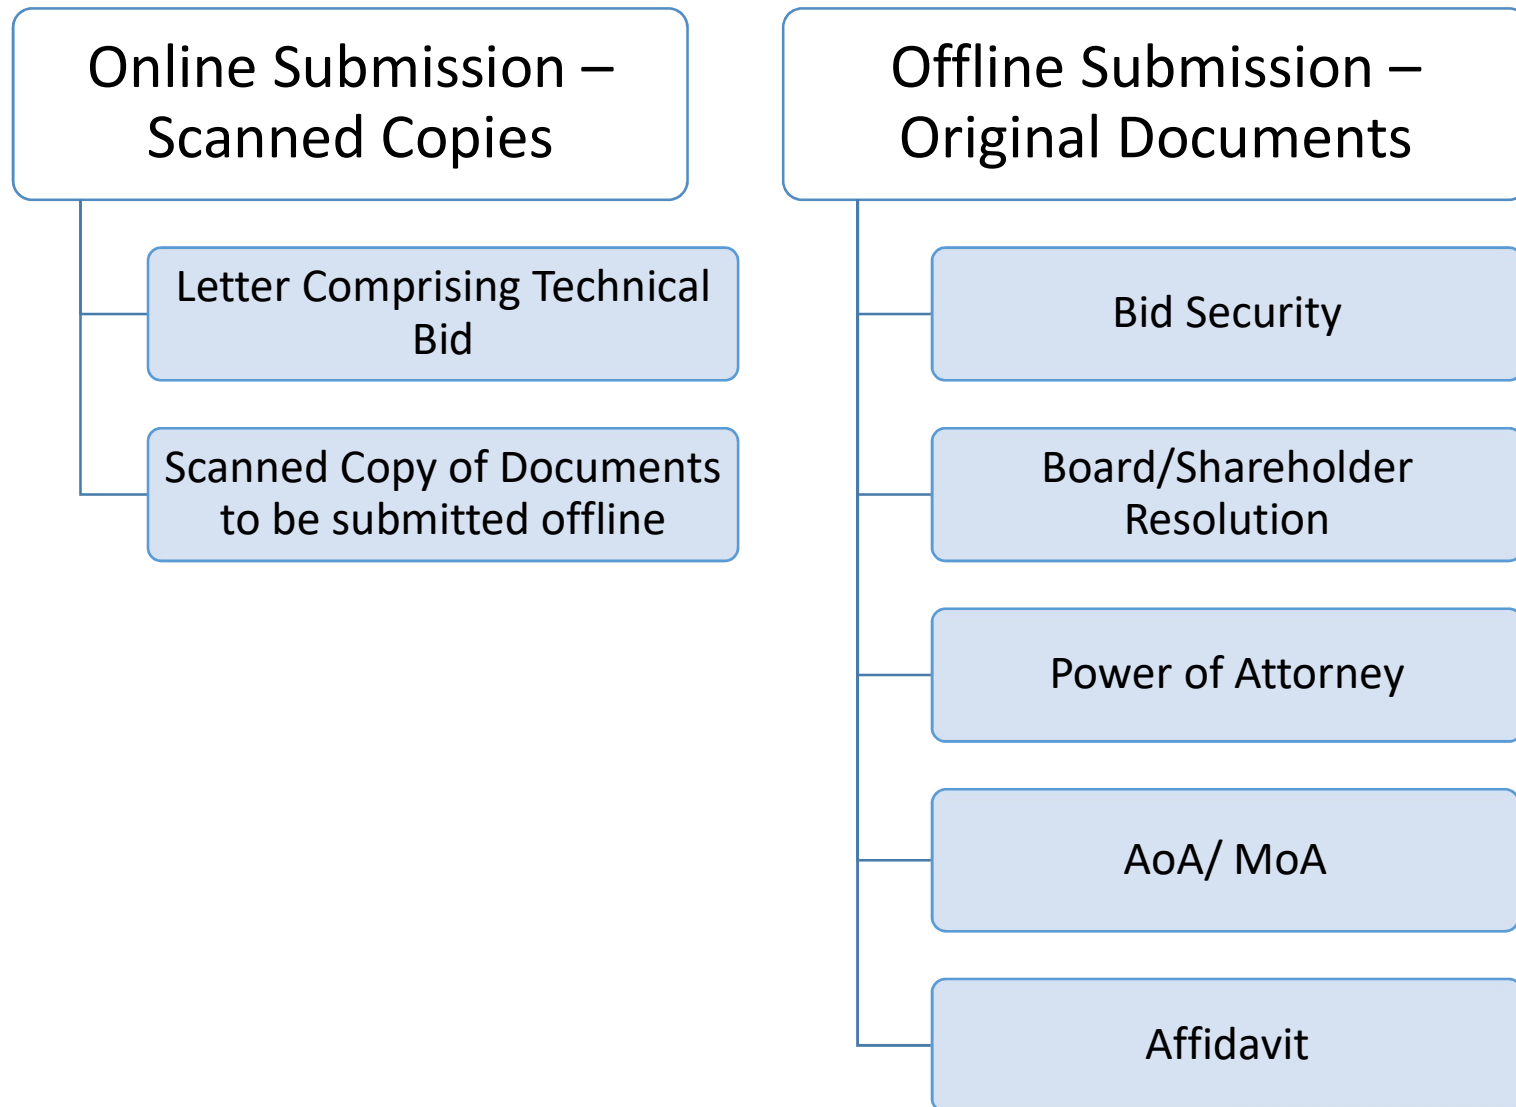 Online Submission –
Scanned Copies
Letter Comprising Technical
Bid
Scanned Copy of Documents
to be submitted offline
Offline Submission –
Original Documents
Bid Security
Board/Shareholder
Resolution
Power of Attorney
AoA/ MoA
Affidavit